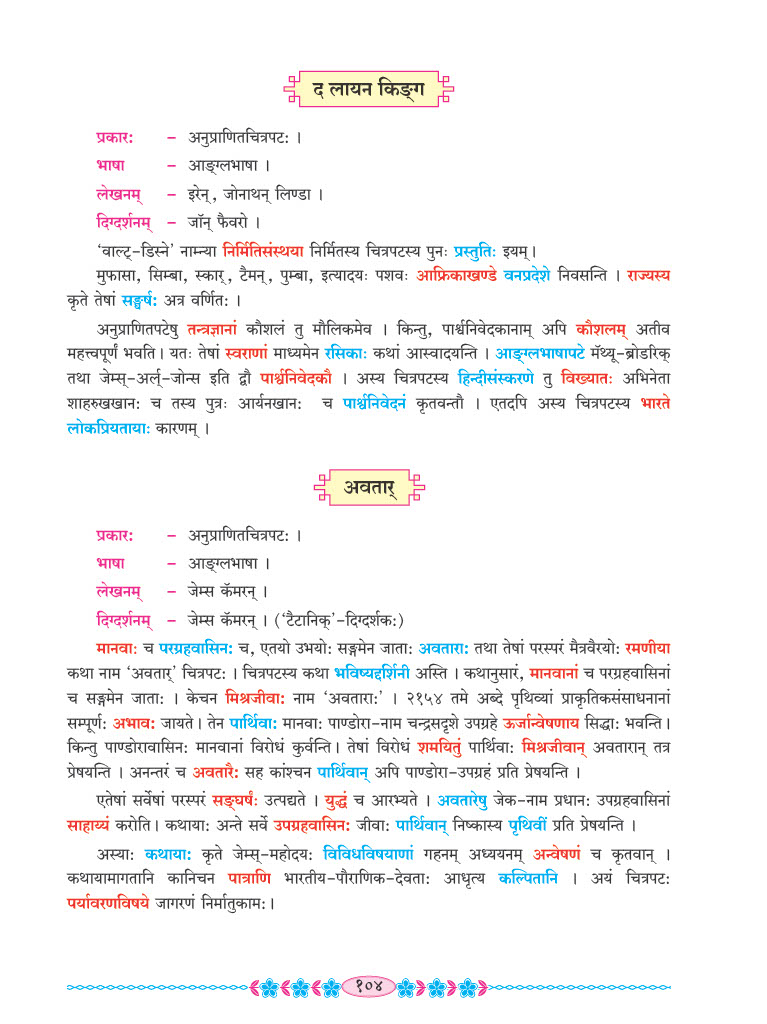 द लायन किङ्ग
प्रकारः – अनुप्राणितचित्रपटः ।
भाषा – आङ्ग्लभाषा ।
लेखनम् – इरेन्, जोनाथन् लिण्डा ।
दिग्दर्शनम् – जॉन् फैवरो ।
‘वाल्ट्-डिस्ने’ नाम्न्या निर्मितिसंस्थया निर्मितस्य चित्रपटस्य पुनः प्रस्तुतिः इयम्।
मुफासा, सिम्बा, स्कार्, टैमन्, पुम्बा, इत्यादयः पशवः आफ्रिकाखण्डे वनप्रदेशे निवसन्ति । राज्यस्य
कृते तेषां सङ्घर्षः अत्र वर्णितः ।
अनुप्राणितपटेषु तन्त्रज्ञानां कौशलं तु मौलिकमेव । किन्तु, पार्श्वनिवेदकानाम् अपि कौशलम् अतीव
महत्त्वपूर्णं भवति। यतः तेषां स्वराणां माध्यमेन रसिकाः कथां आस्वादयन्ति । आङ्ग्लभाषापटे मॅथ्यू-ब्रोडरिक्
तथा जेम्स्-अर्ल्-जोन्स इति द्वौ पार्श्वनिवेदकौ । अस्य चित्रपटस्य हिन्दीसंस्करणे तु विख्यातः अभिनेता
शाहरुखखानः च तस्य पुत्रः आर्यनखानः च पार्श्वनिवेदनं कृतवन्तौ । एतदपि अस्य चित्रपटस्य भारते
लोकप्रियतायाः कारणम् ।
अवतार्
प्रकारः – अनुप्राणितचित्रपटः ।
भाषा – आङ्ग्लभाषा ।
लेखनम् – जेम्स कॅमरन् ।
दिग्दर्शनम् – जेम्स कॅमरन् । (‘टैटानिक्’-दिग्दर्शकः)
मानवाः च परग्रहवासिनः च, एतयो उभयोः सङ्गमेन जाताः अवताराः तथा तेषां परस्परं मैत्रवैरयोः रमणीया
कथा नाम ‘अवतार्’ चित्रपटः । चित्रपटस्य कथा भविष्यद्दर्शिनी अस्ति । कथानुसारं, मानवानां च परग्रहवासिनां
च सङ्गमेन जाताः । केचन मिश्रजीवाः नाम ‘अवताराः’ । २१५४ तमे अब्दे पृथिव्यां प्राकृतिकसंसाधनानां
सम्पूर्णः अभावः जायते। तेन पार्थिवाः मानवाः पाण्डोरा-नाम चन्द्रसदृशे उपग्रहे ऊर्जान्वेषणाय सिद्धाः भवन्ति।
किन्तु पाण्डोरावासिनः मानवानां विरोधं कुर्वन्ति। तेषां विरोधं शमयितुं पार्थिवाः मिश्रजीवान् अवतारान् तत्र
प्रेषयन्ति । अनन्तरं च अवतारैः सह कांश्चन पार्थिवान् अपि पाण्डोरा-उपग्रहं प्रति प्रेषयन्ति ।
एतेषां सर्वेषां परस्परं सङ्घर्षः उत्पद्यते । युद्धं च आरभ्यते । अवतारेषु जेक-नाम प्रधानः उपग्रहवासिनां
साहाय्यं करोति। कथायाः अन्ते सर्वे उपग्रहवासिनः जीवाः पार्थिवान् निष्कास्य पृथिवीं प्रति प्रेषयन्ति ।
अस्याः कथायाः कृते जेम्स्-महोदयः विविधविषयाणां गहनम् अध्ययनम् अन्वेषणं च कृतवान् ।
कथायामागतानि कानिचन पात्राणि भारतीय-पौराणिक-देवताः आधृत्य कल्पितानि । अयं चित्रपटः
पर्यावरणविषये जागरणं निर्मातुकामः।
१०४